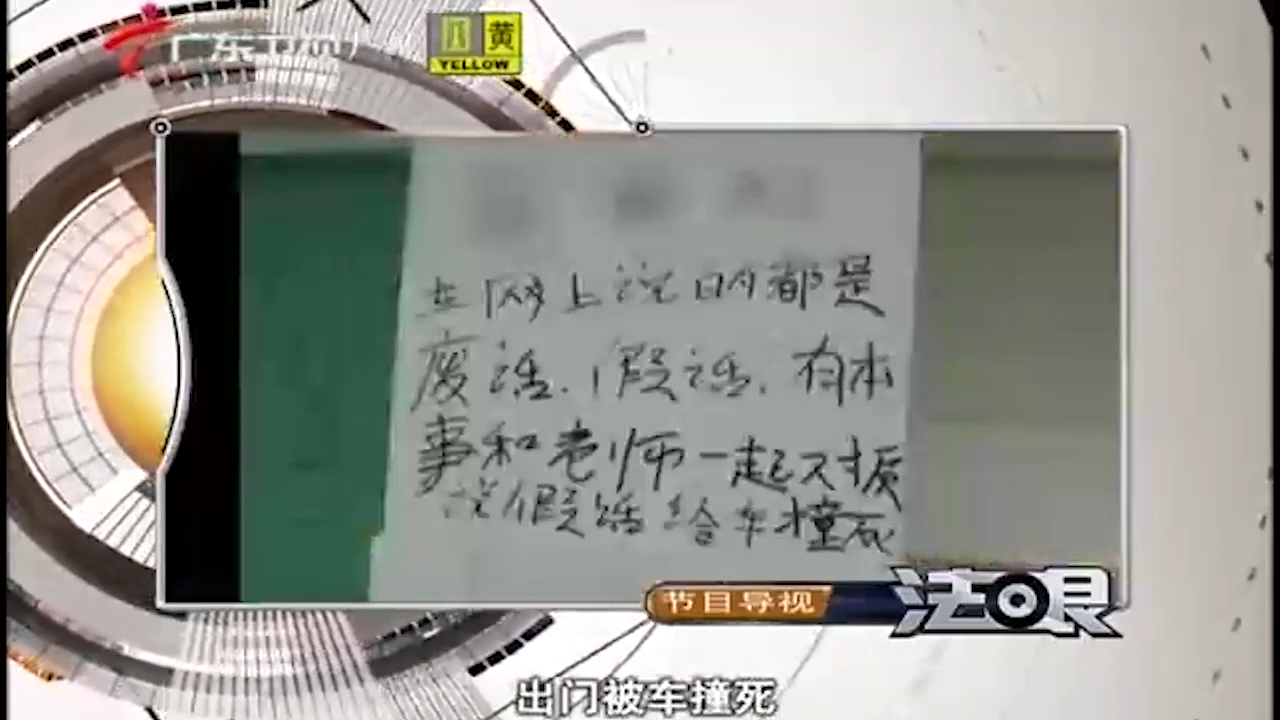 广东卫视
黄
YELLOW
在网上说的都是
废话.假话.有本
事和老师一起对质
说假话给车撞死
节目导视
法眼
出门被车撞死